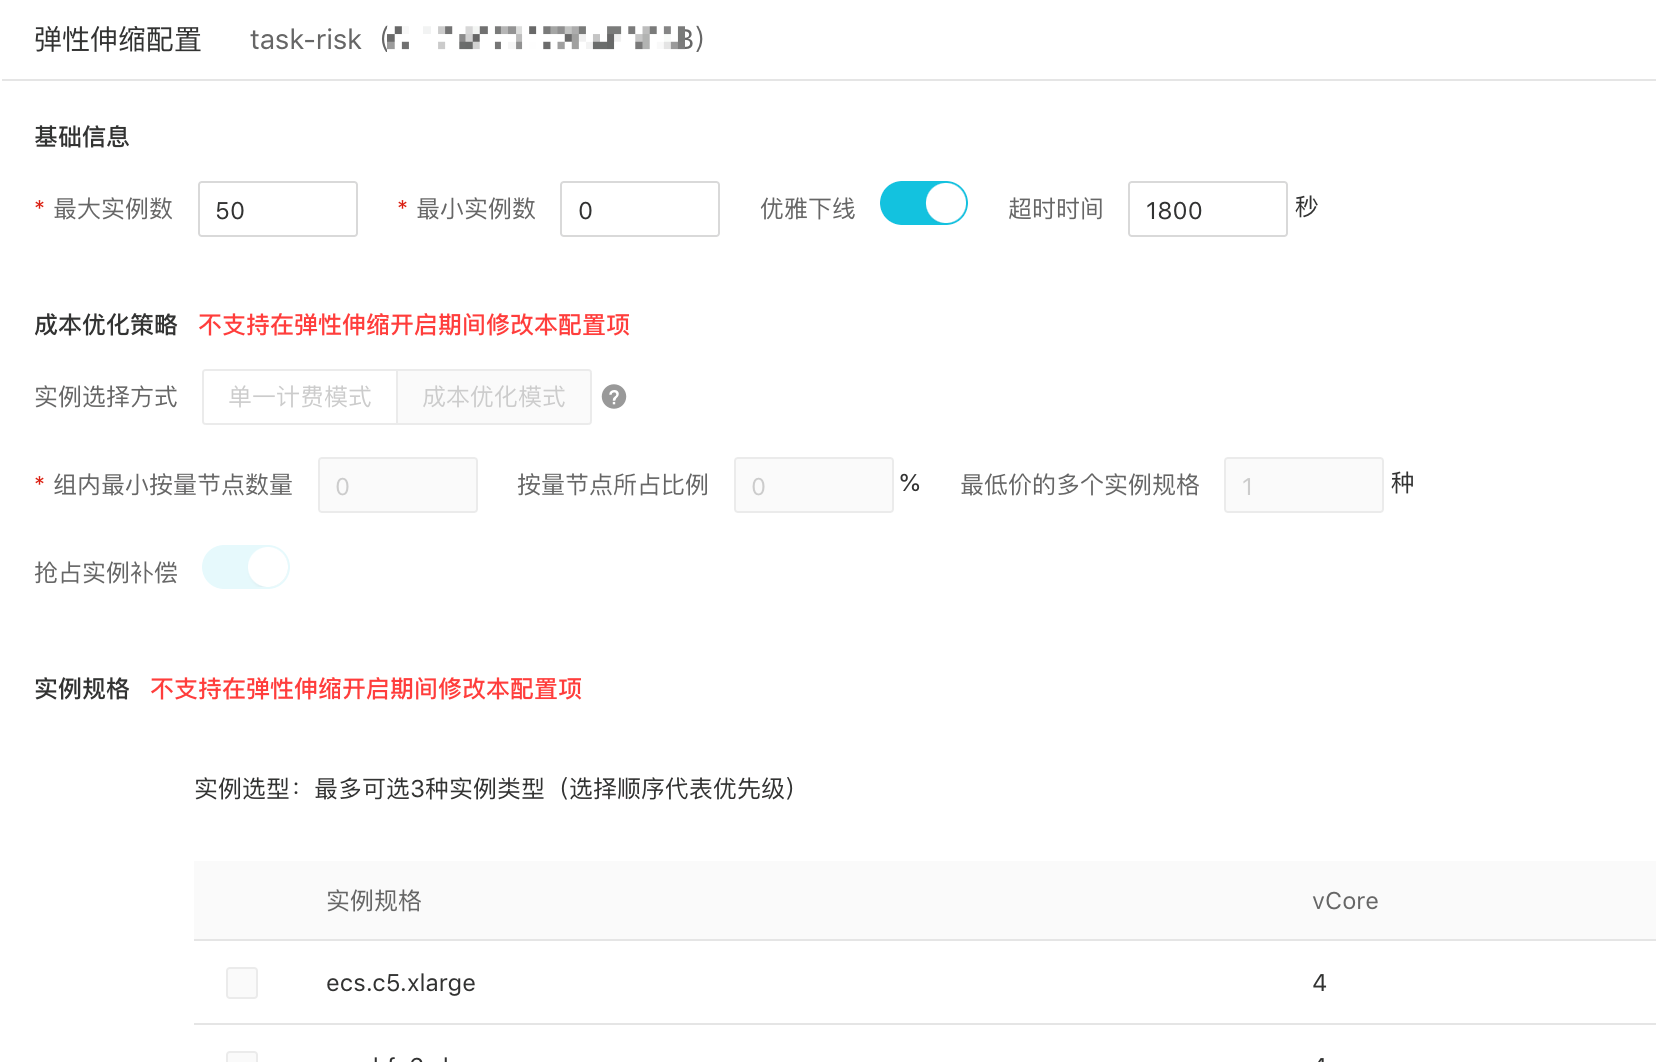 弹性伸缩配置 task-risk
基础信息
* 最大实例数 50 * 最小实例数 0 优雅下线 超时时间 1800 秒
成本优化策略 不支持在弹性伸缩开启期间修改本配置项
实例选择方式 单一计费模式 成本优化模式 ?
* 组内最小按量节点数量 0 按量节点所占比例 0 % 最低价的多个实例规格 1 种
抢占实例补偿
实例规格 不支持在弹性伸缩开启期间修改本配置项
实例选型：最多可选3种实例类型（选择顺序代表优先级）
实例规格 vCore
ecs.c5.xlarge 4